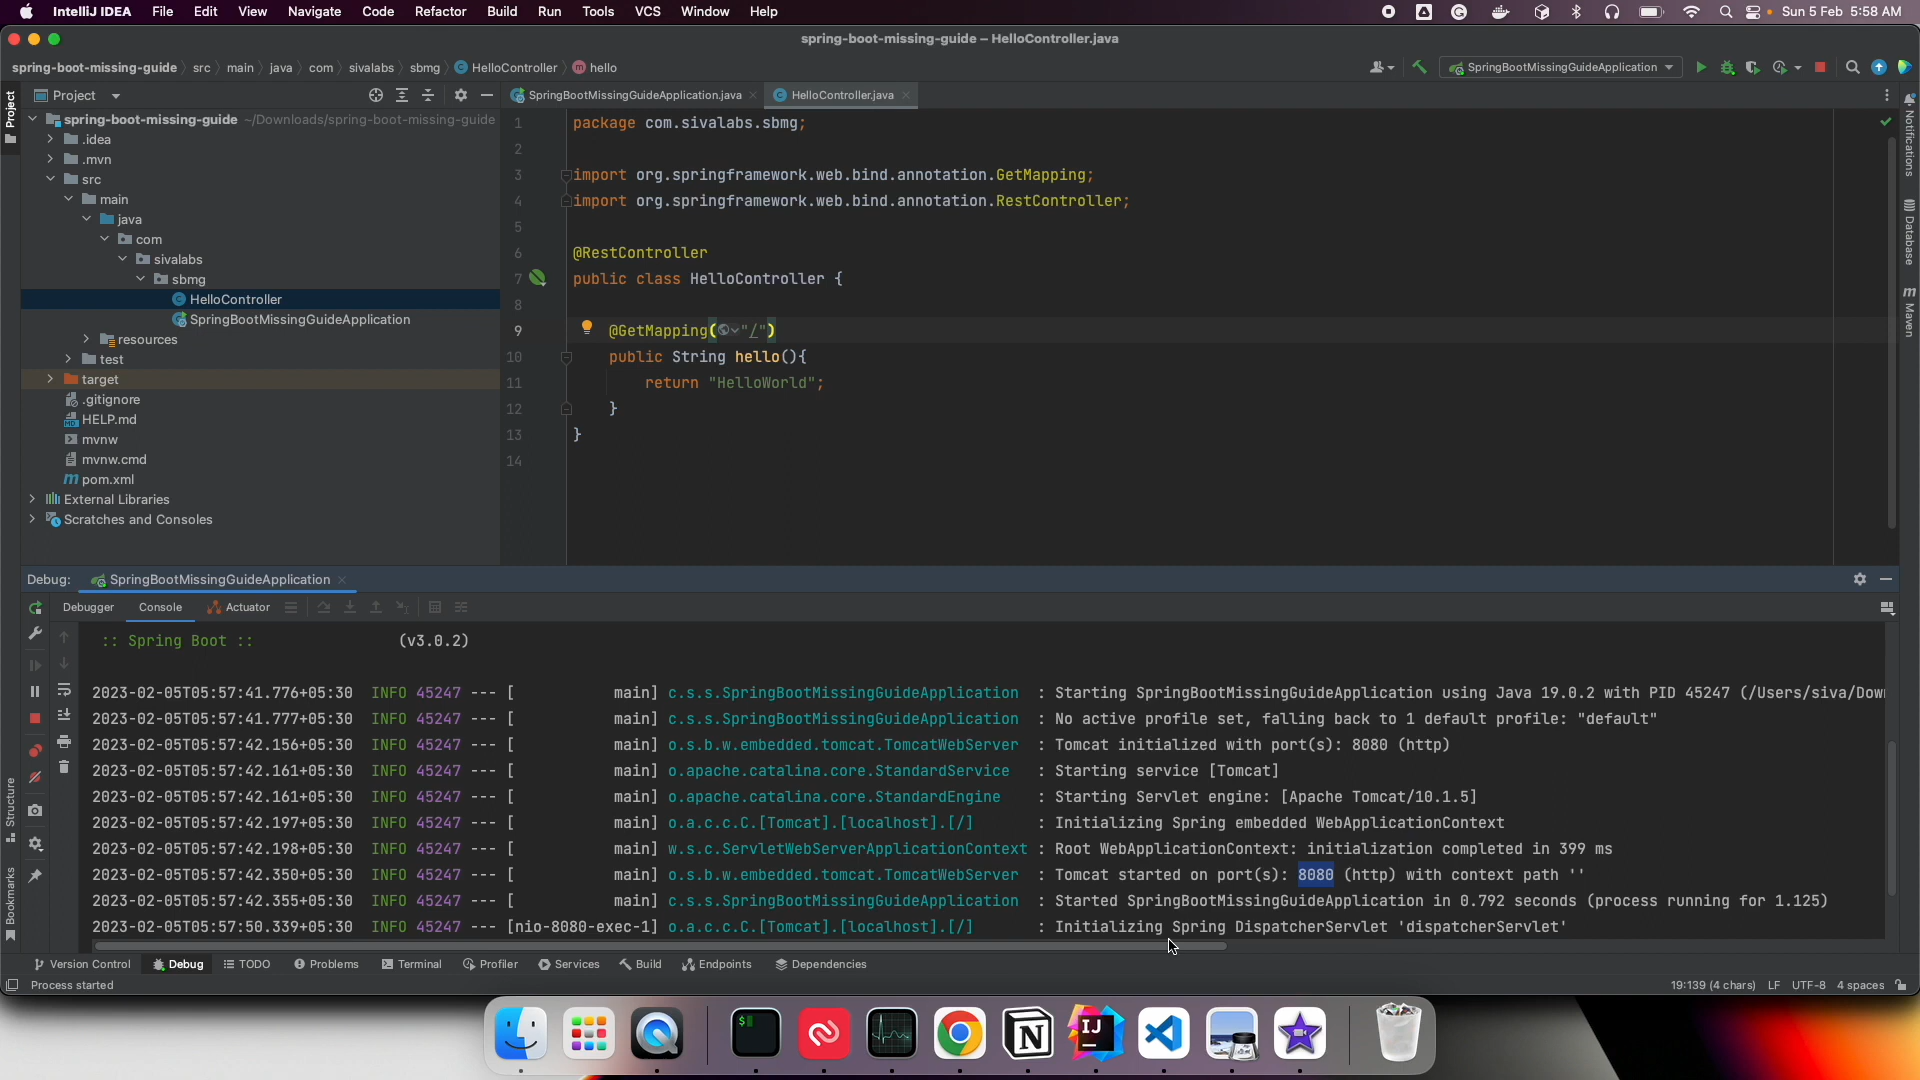 IntelliJ IDEA File Edit View Navigate Code Refactor Build Run Tools VCS Window Help Sun 5 Feb 5:58 AM
spring-boot-missing-guide – HelloController.java
spring-boot-missing-guide src main java com sivalabs sbmg HelloController hello SpringBootMissingGuideApplication
Project
Project
SpringBootMissingGuideApplication.java HelloController.java
spring-boot-missing-guide ~/Downloads/spring-boot-missing-guide
.idea
.mvn
src
main
java
com
sivalabs
sbmg
HelloController
SpringBootMissingGuideApplication
resources
test
target
.gitignore
HELP.md
mvnw
mvnw.cmd
pom.xml
External Libraries
Scratches and Consoles
1 package com.sivalabs.sbmg;
2
3 import org.springframework.web.bind.annotation.GetMapping;
4 import org.springframework.web.bind.annotation.RestController;
5
6 @RestController
7 public class HelloController {
8
9 @GetMapping("/")
10 public String hello(){
11 return "HelloWorld";
12 }
13 }
14
Notifications
Database
Maven
Debug: SpringBootMissingGuideApplication
Debugger Console Actuator
:: Spring Boot :: (v3.0.2)
2023-02-05T05:57:41.776+05:30 INFO 45247 --- [ main] c.s.s.SpringBootMissingGuideApplication : Starting SpringBootMissingGuideApplication using Java 19.0.2 with PID 45247 (/Users/siva/Dow
2023-02-05T05:57:41.777+05:30 INFO 45247 --- [ main] c.s.s.SpringBootMissingGuideApplication : No active profile set, falling back to 1 default profile: "default"
2023-02-05T05:57:42.156+05:30 INFO 45247 --- [ main] o.s.b.w.embedded.tomcat.TomcatWebServer : Tomcat initialized with port(s): 8080 (http)
2023-02-05T05:57:42.161+05:30 INFO 45247 --- [ main] o.apache.catalina.core.StandardService : Starting service [Tomcat]
2023-02-05T05:57:42.161+05:30 INFO 45247 --- [ main] o.apache.catalina.core.StandardEngine : Starting Servlet engine: [Apache Tomcat/10.1.5]
2023-02-05T05:57:42.197+05:30 INFO 45247 --- [ main] o.a.c.c.C.[Tomcat].[localhost].[/] : Initializing Spring embedded WebApplicationContext
2023-02-05T05:57:42.198+05:30 INFO 45247 --- [ main] w.s.c.ServletWebServerApplicationContext : Root WebApplicationContext: initialization completed in 399 ms
2023-02-05T05:57:42.350+05:30 INFO 45247 --- [ main] o.s.b.w.embedded.tomcat.TomcatWebServer : Tomcat started on port(s): 8080 (http) with context path ''
2023-02-05T05:57:42.355+05:30 INFO 45247 --- [ main] c.s.s.SpringBootMissingGuideApplication : Started SpringBootMissingGuideApplication in 0.792 seconds (process running for 1.125)
2023-02-05T05:57:50.339+05:30 INFO 45247 --- [nio-8080-exec-1] o.a.c.c.C.[Tomcat].[localhost].[/] : Initializing Spring DispatcherServlet 'dispatcherServlet'
Structure
Bookmarks
Version Control Debug TODO Problems Terminal Profiler Services Build Endpoints Dependencies
Process started 19:139 (4 chars) LF UTF-8 4 spaces